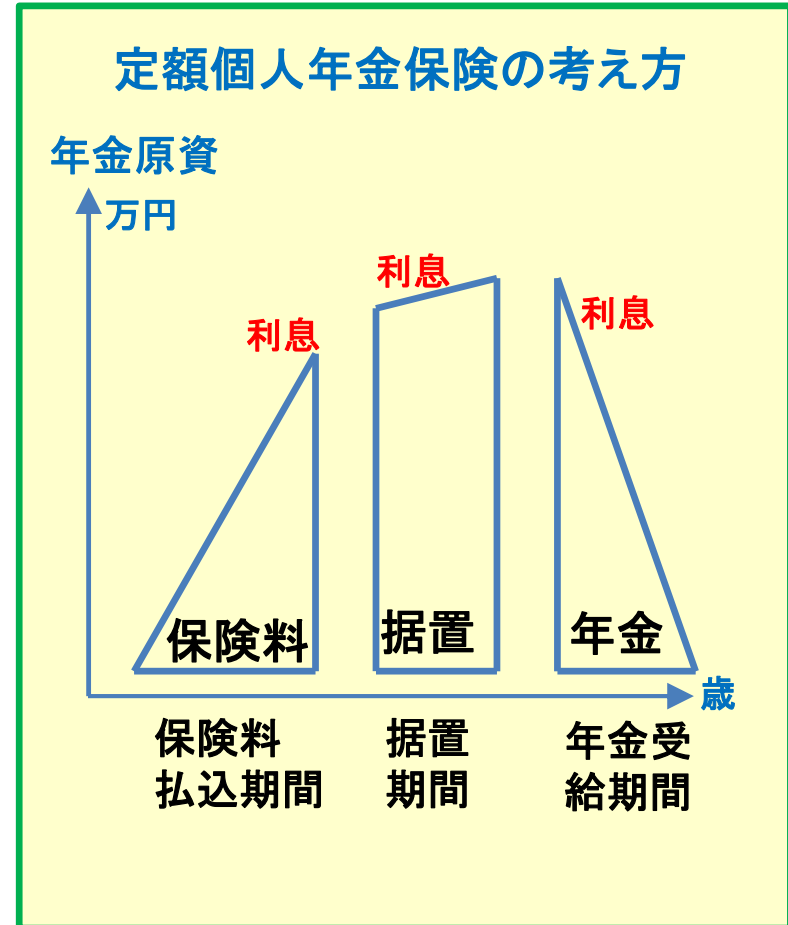 定額個人年金保険の考え方
年金原資
万円
利息
利息
利息
保険料
据置
年金
歳
保険料
払込期間
据置
期間
年金受
給期間